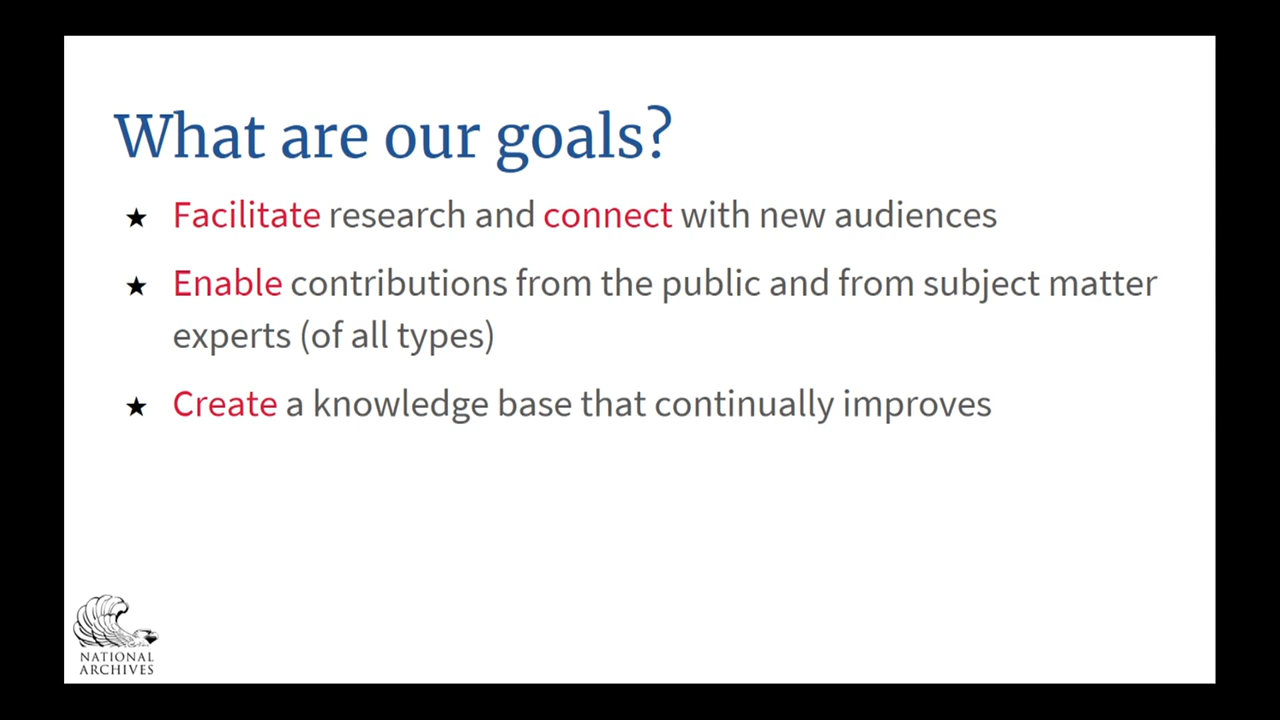 What are our goals?
★ Facilitate research and connect with new audiences
★ Enable contributions from the public and from subject matter
experts (of all types)
★ Create a knowledge base that continually improves
NATIONAL
ARCHIVES